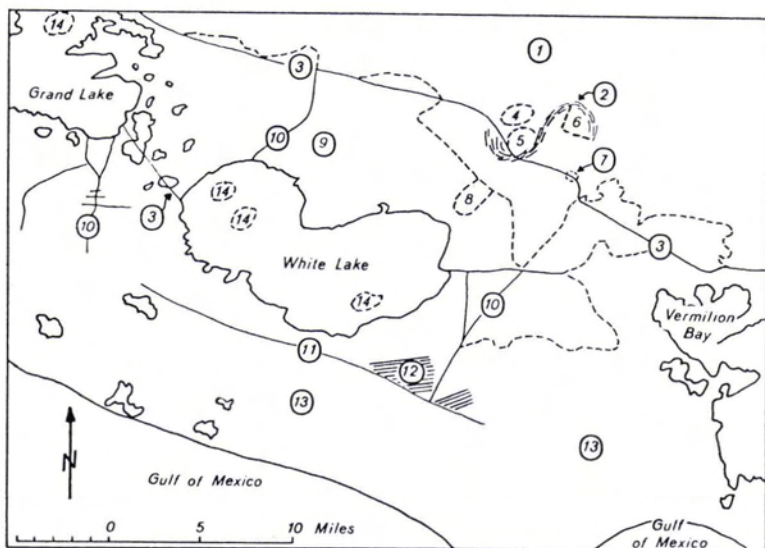 14
1
3
2
Grand Lake
4
6
5
10
9
7
14
8
3
14
10
3
White Lake
14
10
Vermilion
Bay
11
12
13
13
N
Gulf of Mexico
0 5 10 Miles
Gulf
of Mexico